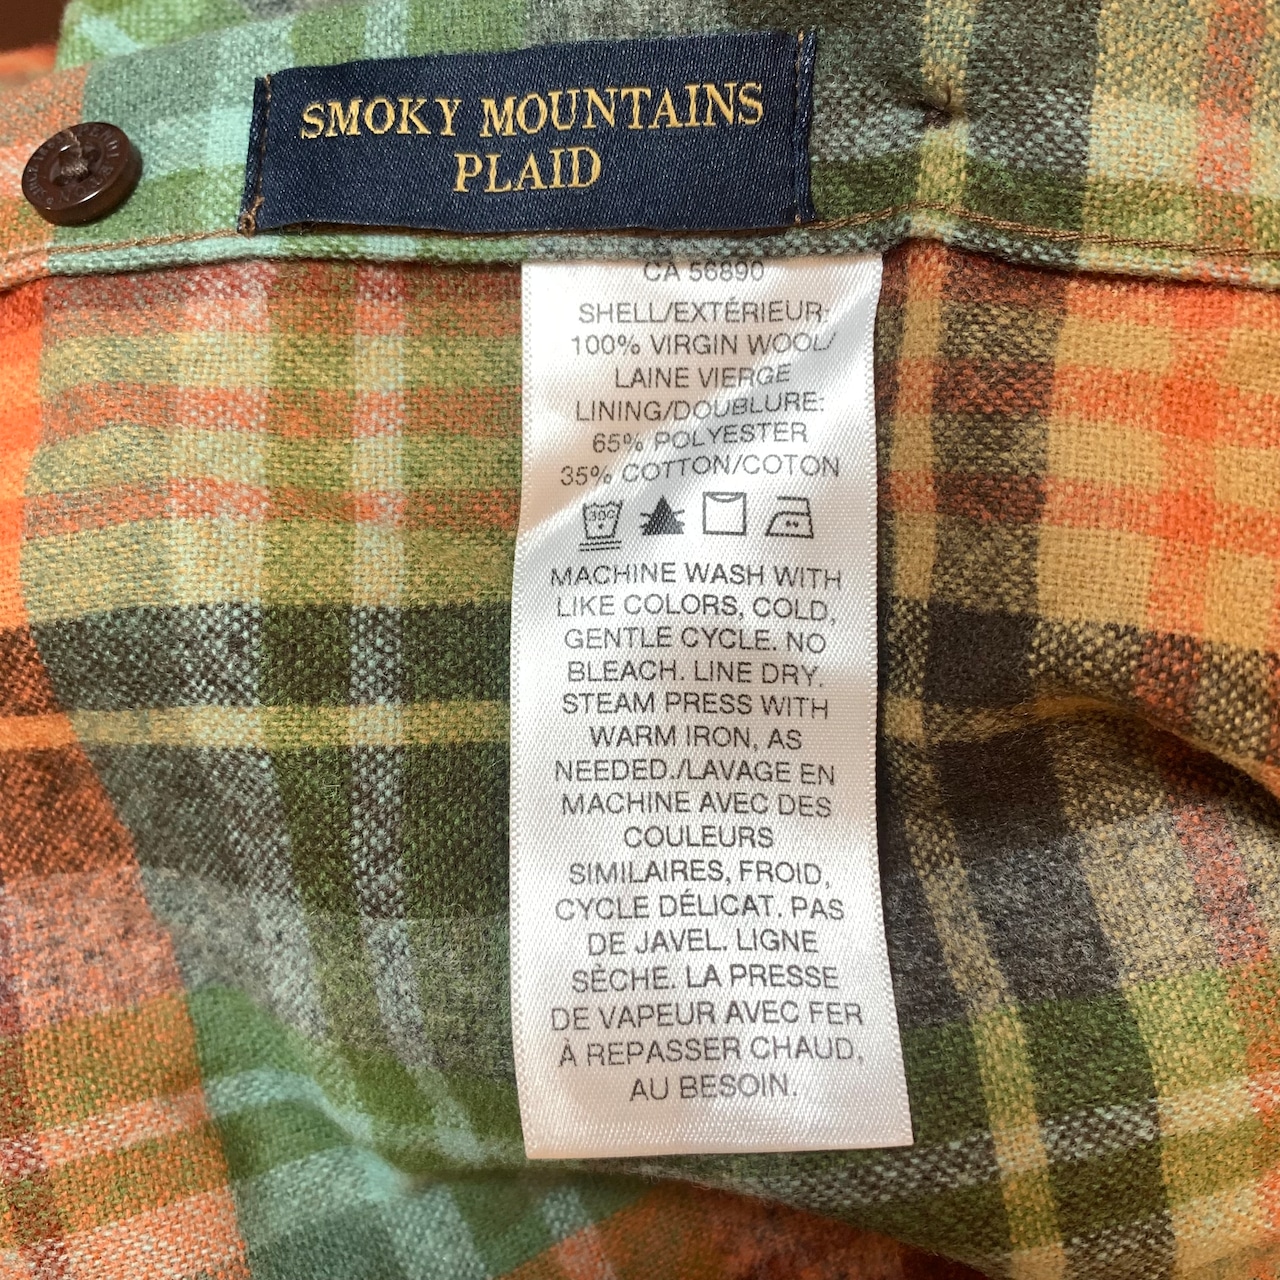 SMOKY MOUNTAINS
PLAID
CA 56890
SHELL/EXTÉRIEUR:
100% VIRGIN WOOL/
LAINE VIERGE
LINING/DOUBLURE:
65% POLYESTER
35% COTTON/COTON
30C
MACHINE WASH WITH
LIKE COLORS, COLD,
GENTLE CYCLE. NO
BLEACH. LINE DRY.
STEAM PRESS WITH
WARM IRON, AS
NEEDED./LAVAGE EN
MACHINE AVEC DES
COULEURS
SIMILAIRES, FROID,
CYCLE DÉLICAT. PAS
DE JAVEL. LIGNE
SÈCHE. LA PRESSE
DE VAPEUR AVEC FER
À REPASSER CHAUD,
AU BESOIN.